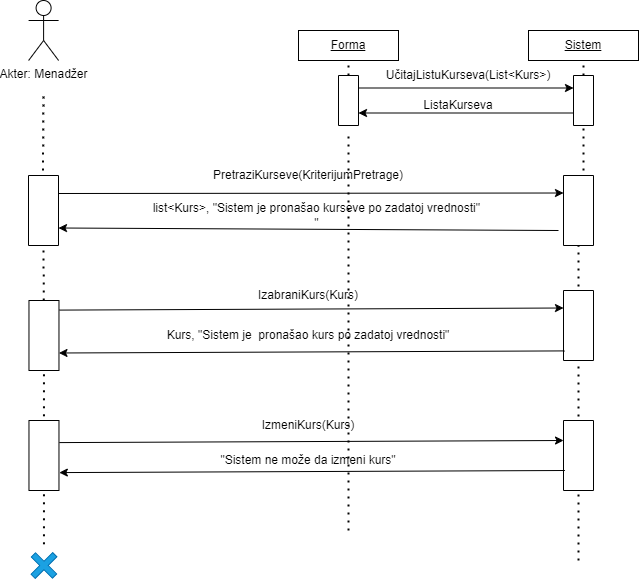 Forma
Sistem
Akter: Menadžer
UčitajListuKurseva(List<Kurs>)
ListaKurseva
PretraziKurseve(KriterijumPretrage)
list<Kurs>, "Sistem je pronašao kurseve po zadatoj vrednosti"
"
IzabraniKurs(Kurs)
Kurs, "Sistem je pronašao kurs po zadatoj vrednosti"
IzmeniKurs(Kurs)
"Sistem ne može da izmeni kurs"